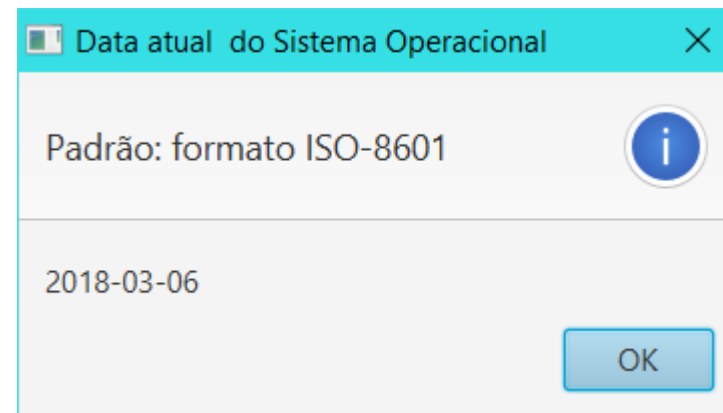 Data atual  do Sistema Operacional
Padrão: formato ISO-8601
i
2018-03-06
OK